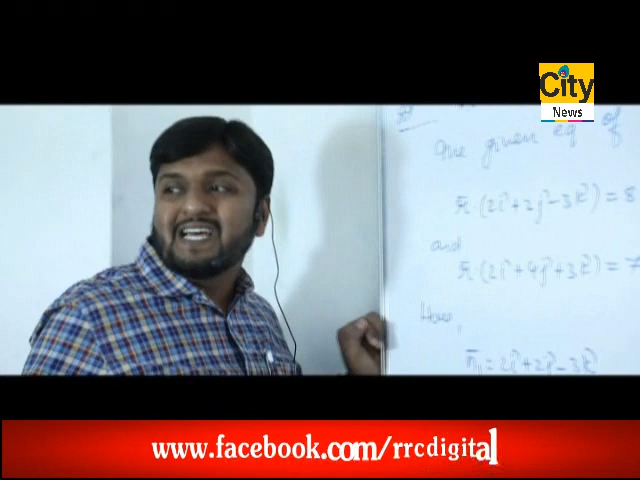 City
News
The given eq of
r̄.(2î+2ĵ-3k̂) = 8
and
r̄.(2î+4ĵ+3k̂) = 7
Here,
n̄₁ = 2î+2ĵ-3k̂
www.facebook.com/rrcdigital